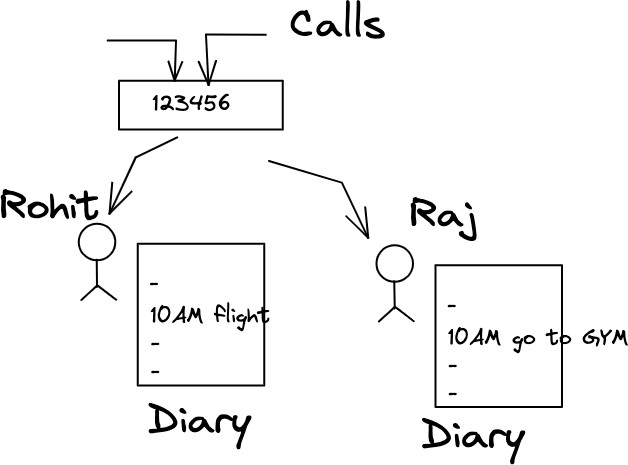 Calls
123456
Rohit
Raj
-
10AM flight
-
-
Diary
-
10AM go to GYM
-
-
Diary